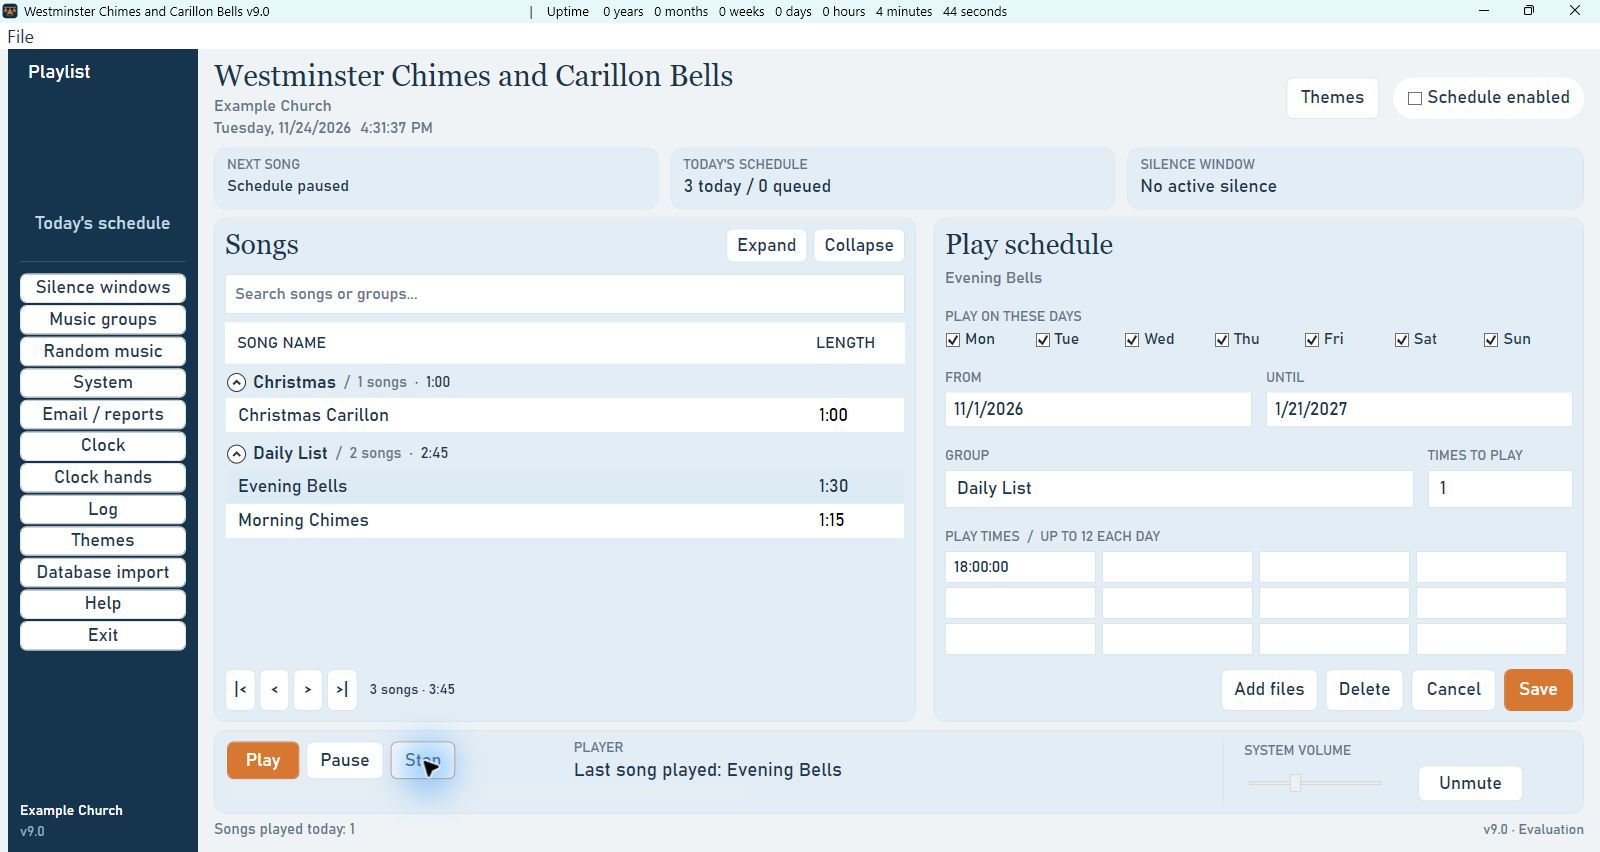 Westminster Chimes and Carillon Bells v9.0
| Uptime 0 years 0 months 0 weeks 0 days 0 hours 4 minutes 44 seconds
File
Playlist
Today's schedule
Silence windows
Music groups
Random music
System
Email / reports
Clock
Clock hands
Log
Themes
Database import
Help
Exit
Example Church
v9.0
Westminster Chimes and Carillon Bells
Example Church
Tuesday, 11/24/2026 4:31:37 PM
Themes
Schedule enabled
NEXT SONG
Schedule paused
TODAY'S SCHEDULE
3 today / 0 queued
SILENCE WINDOW
No active silence
Songs
Expand Collapse
Search songs or groups...
SONG NAME LENGTH
Christmas / 1 songs · 1:00
Christmas Carillon 1:00
Daily List / 2 songs · 2:45
Evening Bells 1:30
Morning Chimes 1:15
|< < > >| 3 songs · 3:45
Play schedule
Evening Bells
PLAY ON THESE DAYS
Mon Tue Wed Thu Fri Sat Sun
FROM UNTIL
11/1/2026 1/21/2027
GROUP TIMES TO PLAY
Daily List 1
PLAY TIMES / UP TO 12 EACH DAY
18:00:00
Add files Delete Cancel Save
Play Pause Stop
PLAYER
Last song played: Evening Bells
SYSTEM VOLUME
Unmute
Songs played today: 1
v9.0 · Evaluation